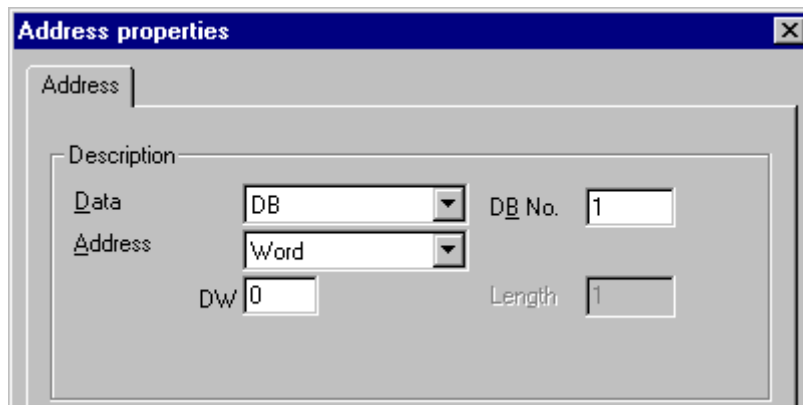 Address properties
Address
Description
Data DB DB No. 1
Address Word
DW 0 Length 1